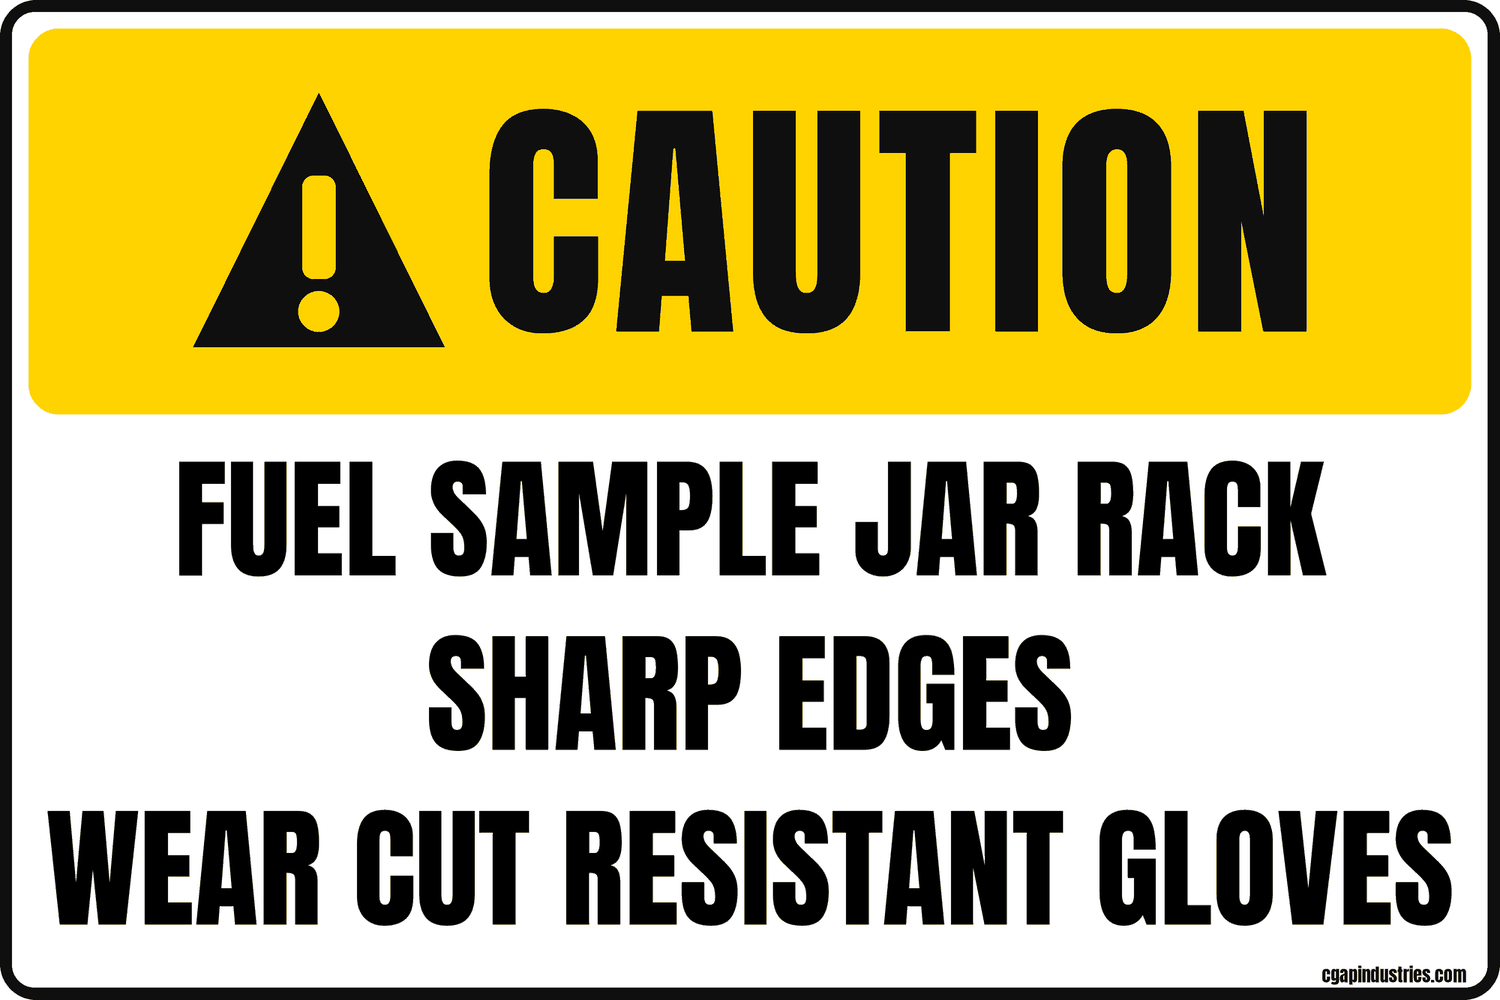 CAUTION
FUEL SAMPLE JAR RACK
SHARP EDGES
WEAR CUT RESISTANT GLOVES
cgapindustries.com